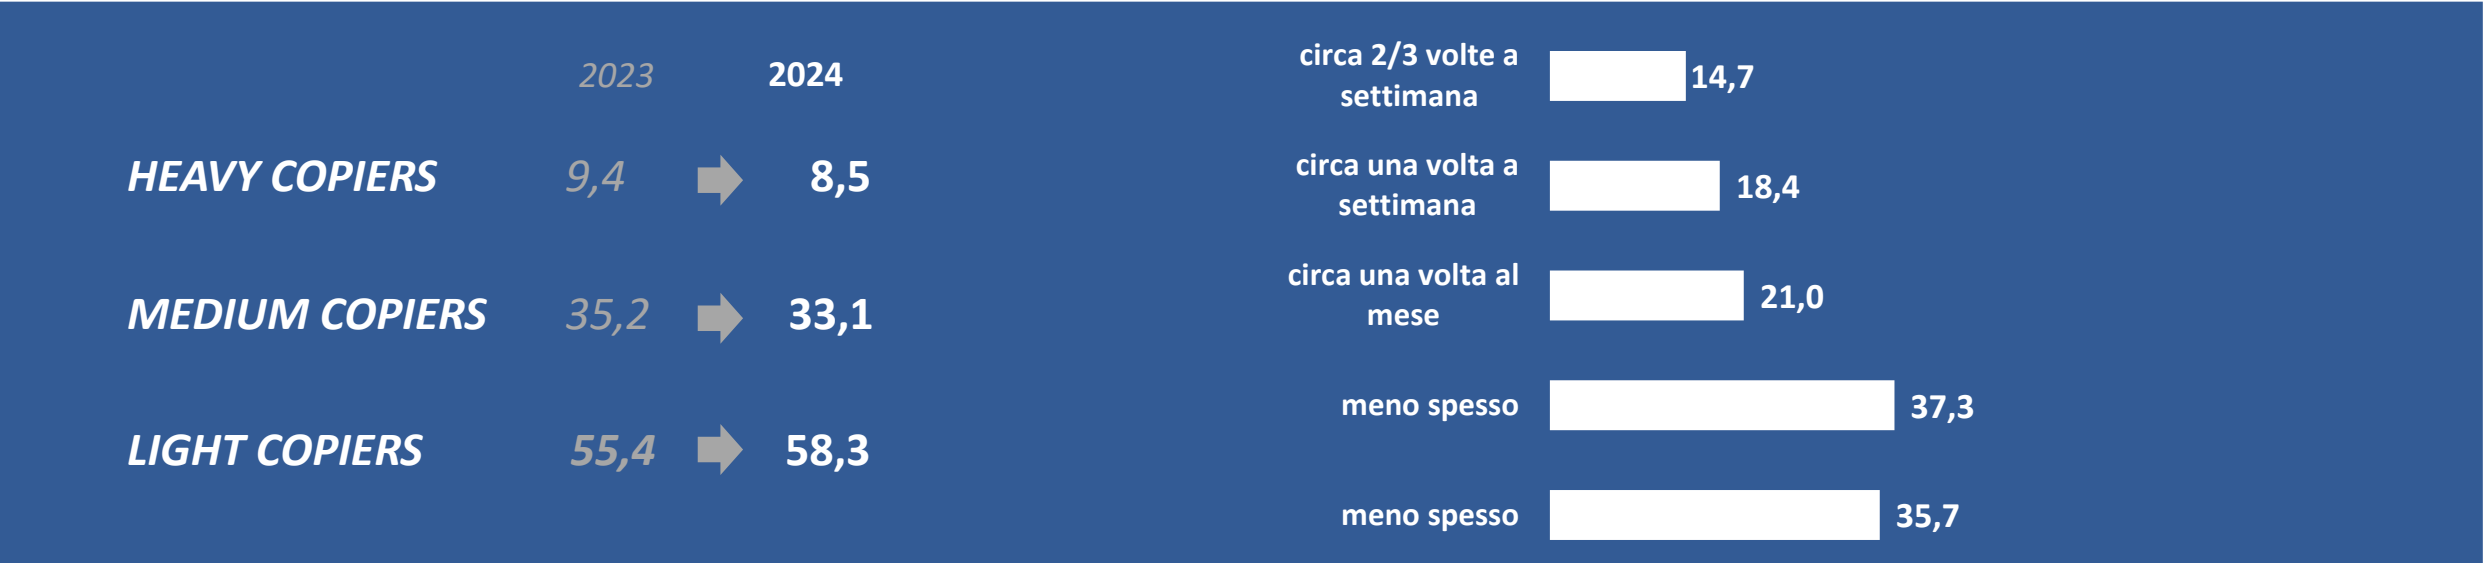 2023 2024
HEAVY COPIERS 9,4 8,5
MEDIUM COPIERS 35,2 33,1
LIGHT COPIERS 55,4 58,3
circa 2/3 volte a
settimana
14,7
circa una volta a
settimana
18,4
circa una volta al
mese
21,0
meno spesso 37,3
meno spesso 35,7